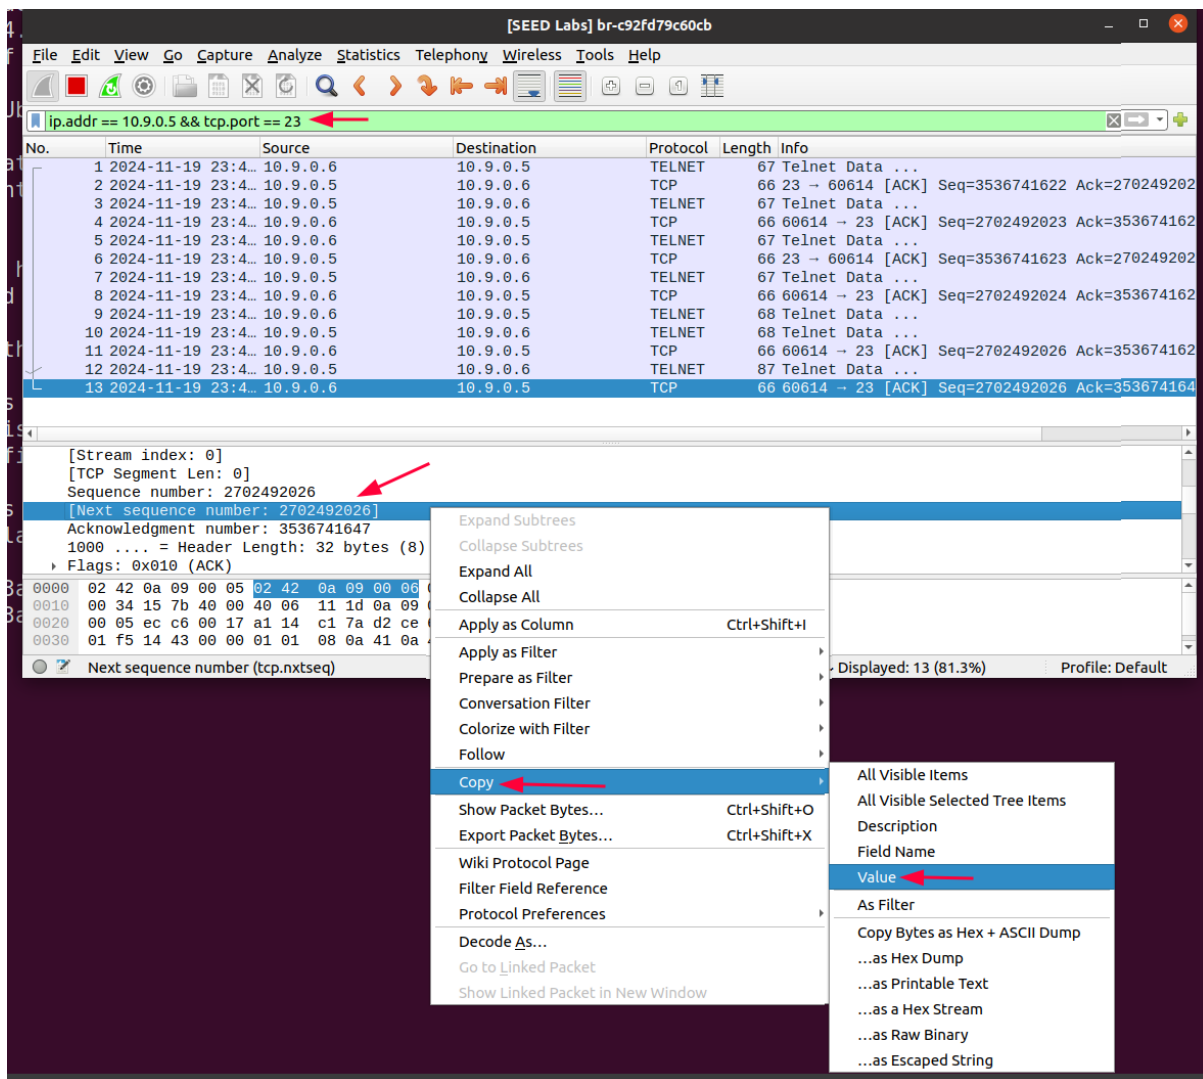 [SEED Labs] br-c92fd79c60cb
File Edit View Go Capture Analyze Statistics Telephony Wireless Tools Help
ip.addr == 10.9.0.5 && tcp.port == 23
No. Time Source Destination Protocol Length Info
1 2024-11-19 23:4… 10.9.0.6 10.9.0.5 TELNET 67 Telnet Data ...
2 2024-11-19 23:4… 10.9.0.5 10.9.0.6 TCP 66 23 → 60614 [ACK] Seq=3536741622 Ack=270249202
3 2024-11-19 23:4… 10.9.0.5 10.9.0.6 TELNET 67 Telnet Data ...
4 2024-11-19 23:4… 10.9.0.6 10.9.0.5 TCP 66 60614 → 23 [ACK] Seq=2702492023 Ack=353674162
5 2024-11-19 23:4… 10.9.0.6 10.9.0.5 TELNET 67 Telnet Data ...
6 2024-11-19 23:4… 10.9.0.5 10.9.0.6 TCP 66 23 → 60614 [ACK] Seq=3536741623 Ack=270249202
7 2024-11-19 23:4… 10.9.0.5 10.9.0.6 TELNET 67 Telnet Data ...
8 2024-11-19 23:4… 10.9.0.6 10.9.0.5 TCP 66 60614 → 23 [ACK] Seq=2702492024 Ack=353674162
9 2024-11-19 23:4… 10.9.0.6 10.9.0.5 TELNET 68 Telnet Data ...
10 2024-11-19 23:4… 10.9.0.5 10.9.0.6 TELNET 68 Telnet Data ...
11 2024-11-19 23:4… 10.9.0.6 10.9.0.5 TCP 66 60614 → 23 [ACK] Seq=2702492026 Ack=353674162
12 2024-11-19 23:4… 10.9.0.5 10.9.0.6 TELNET 87 Telnet Data ...
13 2024-11-19 23:4… 10.9.0.6 10.9.0.5 TCP 66 60614 → 23 [ACK] Seq=2702492026 Ack=353674164
[Stream index: 0]
[TCP Segment Len: 0]
Sequence number: 2702492026
[Next sequence number: 2702492026]
Acknowledgment number: 3536741647
1000 .... = Header Length: 32 bytes (8)
Flags: 0x010 (ACK)
0000 02 42 0a 09 00 05 02 42 0a 09 00 06
0010 00 34 15 7b 40 00 40 06 11 1d 0a 09
0020 00 05 ec c6 00 17 a1 14 c1 7a d2 ce
0030 01 f5 14 43 00 00 01 01 08 0a 41 0a
Next sequence number (tcp.nxtseq)
Displayed: 13 (81.3%)
Profile: Default
Expand Subtrees
Collapse Subtrees
Expand All
Collapse All
Apply as Column Ctrl+Shift+I
Apply as Filter
Prepare as Filter
Conversation Filter
Colorize with Filter
Follow
Copy
Show Packet Bytes… Ctrl+Shift+O
Export Packet Bytes… Ctrl+Shift+X
Wiki Protocol Page
Filter Field Reference
Protocol Preferences
Decode As…
Go to Linked Packet
Show Linked Packet in New Window
All Visible Items
All Visible Selected Tree Items
Description
Field Name
Value
As Filter
Copy Bytes as Hex + ASCII Dump
…as Hex Dump
…as Printable Text
…as a Hex Stream
…as Raw Binary
…as Escaped String